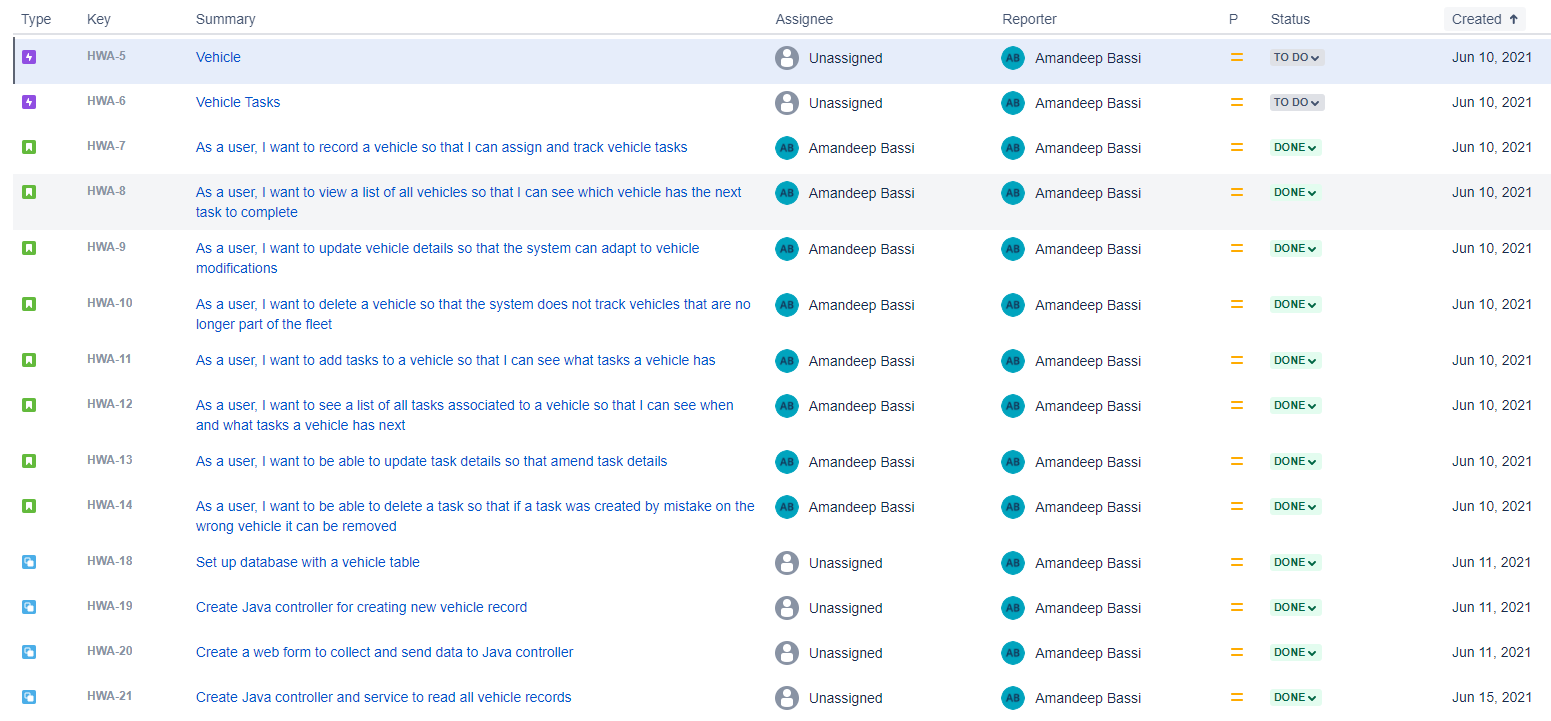 Type Key Summary Assignee Reporter P Status Created ↑
HWA-5 Vehicle Unassigned AB Amandeep Bassi TO DO Jun 10, 2021
HWA-6 Vehicle Tasks Unassigned AB Amandeep Bassi TO DO Jun 10, 2021
HWA-7 As a user, I want to record a vehicle so that I can assign and track vehicle tasks AB Amandeep Bassi AB Amandeep Bassi DONE Jun 10, 2021
HWA-8 As a user, I want to view a list of all vehicles so that I can see which vehicle has the next AB Amandeep Bassi AB Amandeep Bassi DONE Jun 10, 2021
task to complete
HWA-9 As a user, I want to update vehicle details so that the system can adapt to vehicle AB Amandeep Bassi AB Amandeep Bassi DONE Jun 10, 2021
modifications
HWA-10 As a user, I want to delete a vehicle so that the system does not track vehicles that are no AB Amandeep Bassi AB Amandeep Bassi DONE Jun 10, 2021
longer part of the fleet
HWA-11 As a user, I want to add tasks to a vehicle so that I can see what tasks a vehicle has AB Amandeep Bassi AB Amandeep Bassi DONE Jun 10, 2021
HWA-12 As a user, I want to see a list of all tasks associated to a vehicle so that I can see when AB Amandeep Bassi AB Amandeep Bassi DONE Jun 10, 2021
and what tasks a vehicle has next
HWA-13 As a user, I want to be able to update task details so that amend task details AB Amandeep Bassi AB Amandeep Bassi DONE Jun 10, 2021
HWA-14 As a user, I want to be able to delete a task so that if a task was created by mistake on the AB Amandeep Bassi AB Amandeep Bassi DONE Jun 10, 2021
wrong vehicle it can be removed
HWA-18 Set up database with a vehicle table Unassigned AB Amandeep Bassi DONE Jun 11, 2021
HWA-19 Create Java controller for creating new vehicle record Unassigned AB Amandeep Bassi DONE Jun 11, 2021
HWA-20 Create a web form to collect and send data to Java controller Unassigned AB Amandeep Bassi DONE Jun 11, 2021
HWA-21 Create Java controller and service to read all vehicle records Unassigned AB Amandeep Bassi DONE Jun 15, 2021